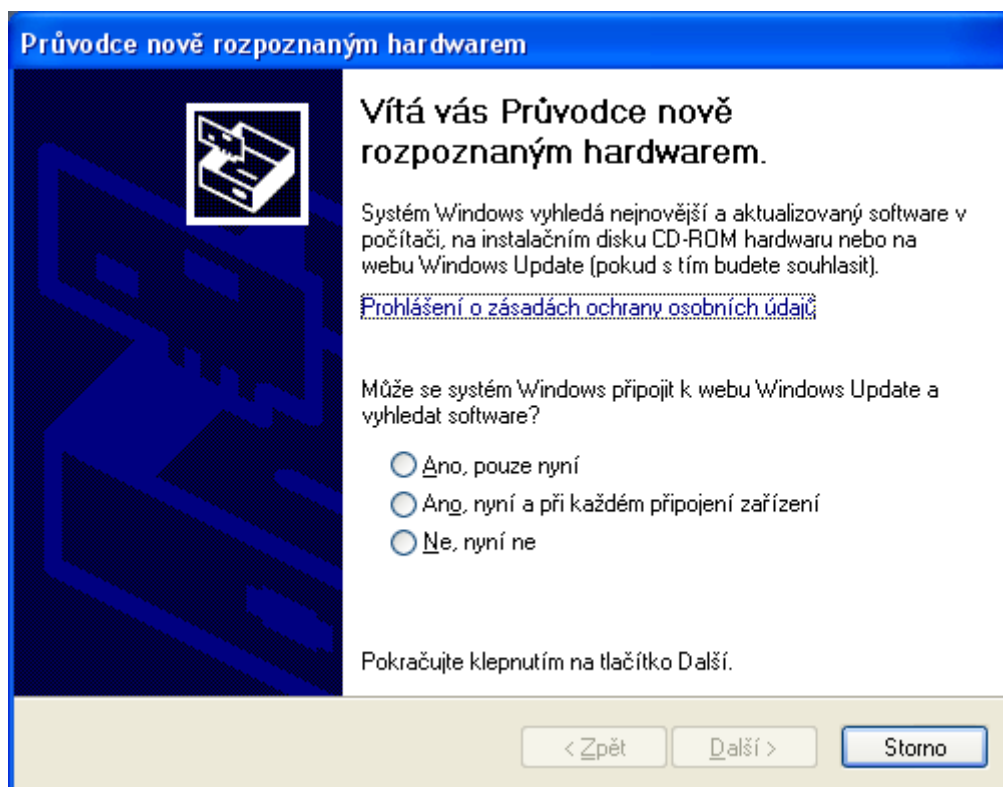 Průvodce nově rozpoznaným hardwarem
Vítá vás Průvodce nově
rozpoznaným hardwarem.
Systém Windows vyhledá nejnovější a aktualizovaný software v
počítači, na instalačním disku CD-ROM hardwaru nebo na
webu Windows Update (pokud s tím budete souhlasit).
Prohlášení o zásadách ochrany osobních údajů
Může se systém Windows připojit k webu Windows Update a
vyhledat software?
Ano, pouze nyní
Ano, nyní a při každém připojení zařízení
Ne, nyní ne
Pokračujte klepnutím na tlačítko Další.
< Zpět Další > Storno